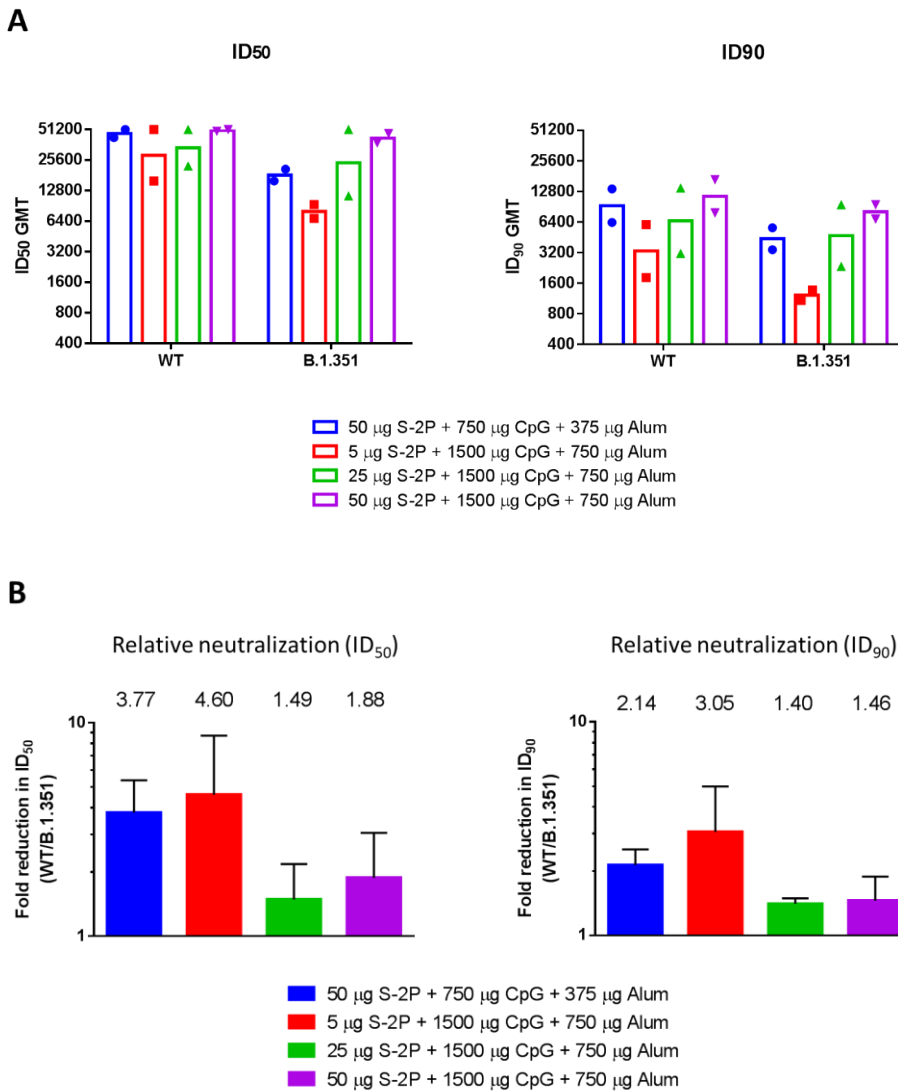 A
ID50
ID90
ID50 GMT
51200
25600
12800
6400
3200
1600
800
400
WT
B.1.351
ID90 GMT
51200
25600
12800
6400
3200
1600
800
400
WT
B.1.351
50 µg S-2P + 750 µg CpG + 375 µg Alum
5 µg S-2P + 1500 µg CpG + 750 µg Alum
25 µg S-2P + 1500 µg CpG + 750 µg Alum
50 µg S-2P + 1500 µg CpG + 750 µg Alum
B
Relative neutralization (ID50)
3.77 4.60 1.49 1.88
Fold reduction in ID50
(WT/B.1.351)
10
1
Relative neutralization (ID90)
2.14 3.05 1.40 1.46
Fold reduction in ID90
(WT/B.1.351)
10
1
50 µg S-2P + 750 µg CpG + 375 µg Alum
5 µg S-2P + 1500 µg CpG + 750 µg Alum
25 µg S-2P + 1500 µg CpG + 750 µg Alum
50 µg S-2P + 1500 µg CpG + 750 µg Alum